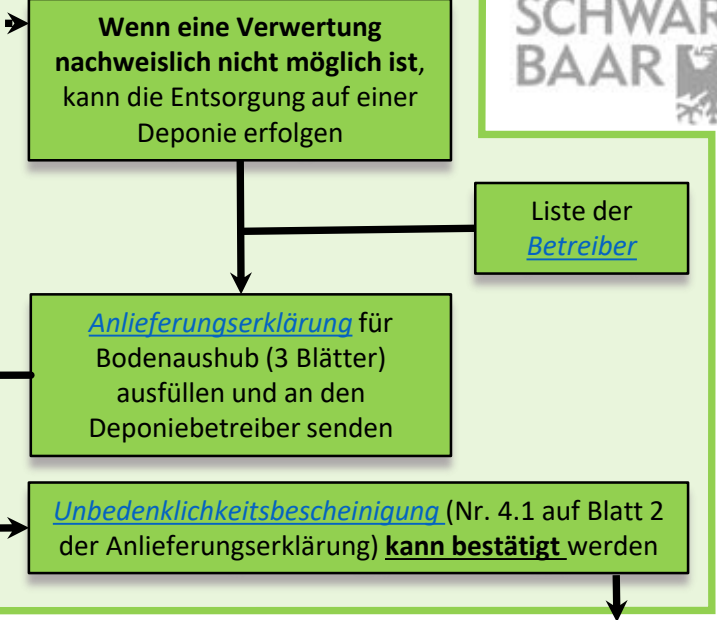 Wenn eine Verwertung
nachweislich nicht möglich ist,
kann die Entsorgung auf einer
Deponie erfolgen
BAAR
Liste der
Betreiber
Anlieferungserklärung für
Bodenaushub (3 Blätter)
ausfüllen und an den
Deponiebetreiber senden
Unbedenklichkeitsbescheinigung (Nr. 4.1 auf Blatt 2
der Anlieferungserklärung) kann bestätigt werden